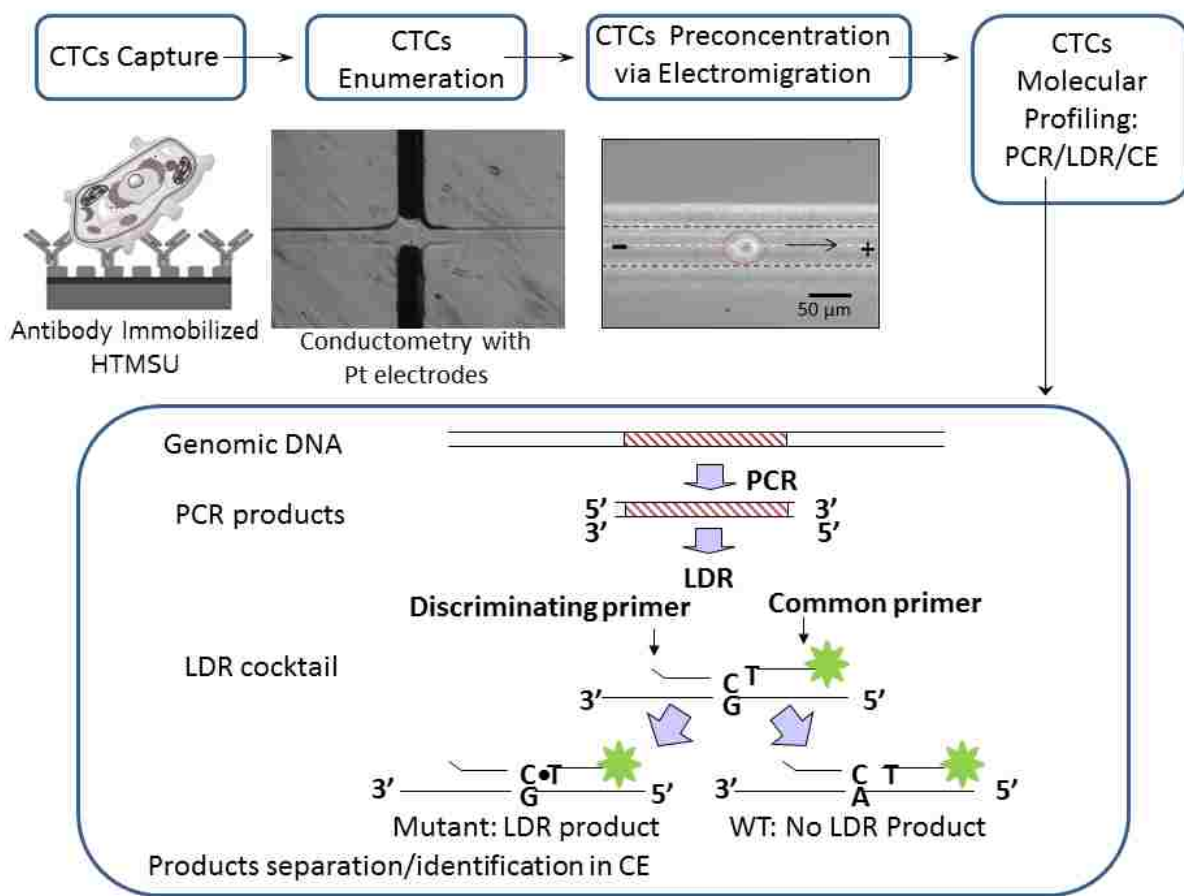 CTCs Capture
CTCs
Enumeration
CTCs Preconcentration
via Electromigration
CTCs
Molecular
Profiling:
PCR/LDR/CE
Antibody Immobilized
HTMSU
Conductometry with
Pt electrodes
- +
50 µm
Genomic DNA
PCR
PCR products
5’ 3’
3’ 5’
LDR
Discriminating primer
Common primer
LDR cocktail
C T
3’ G 5’
C•T
3’ G 5’
C T
3’ A 5’
Mutant: LDR product
WT: No LDR Product
Products separation/identification in CE